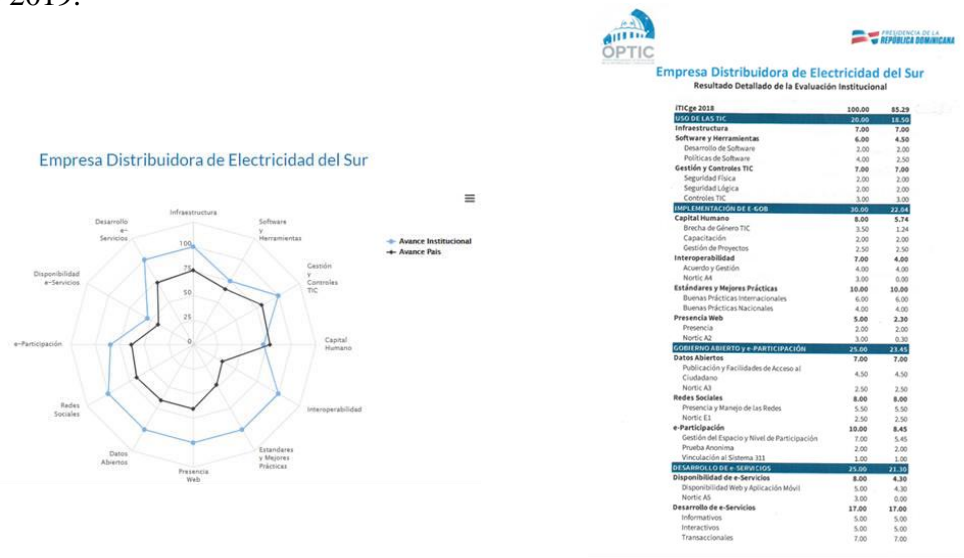 2019.
Empresa Distribuidora de Electricidad del Sur
Infraestructura
Software
y
Herramientas
Gestión
y
Controles
TIC
Capital
Humano
Interoperabilidad
Estandares
y Mejores
Prácticas
Presencia
Web
Datos
Abiertos
Redes
Sociales
e-Participación
Disponibilidad
e-Servicios
Desarrollo
e-
Servicios
100
75
50
25
0
Avance Institucional
Avance Pais
OPTIC
PRESIDENCIA DE LA
REPÚBLICA DOMINICANA
Empresa Distribuidora de Electricidad del Sur
Resultado Detallado de la Evaluación Institucional
iTICge 2018 100.00 85.29
USO DE LAS TIC 20.00 18.50
Infraestructura 7.00 7.00
Software y Herramientas 6.00 4.50
Desarrollo de Software 2.00 2.00
Políticas de Software 4.00 2.50
Gestión y Controles TIC 7.00 7.00
Seguridad Física 2.00 2.00
Seguridad Lógica 2.00 2.00
Controles TIC 3.00 3.00
IMPLEMENTACIÓN DE E-GOB 30.00 22.04
Capital Humano 8.00 5.74
Brecha de Género TIC 3.50 1.24
Capacitación 2.00 2.00
Gestión de Proyectos 2.50 2.50
Interoperabilidad 7.00 4.00
Acuerdo y Gestión 4.00 4.00
Nortic A4 3.00 0.00
Estándares y Mejores Prácticas 10.00 10.00
Buenas Prácticas Internacionales 6.00 6.00
Buenas Prácticas Nacionales 4.00 4.00
Presencia Web 5.00 2.30
Presencia 2.00 2.00
Nortic A2 3.00 0.30
GOBIERNO ABIERTO y e-PARTICIPACIÓN 25.00 23.45
Datos Abiertos 7.00 7.00
Publicación y Facilidades de Acceso al
Ciudadano 4.50 4.50
Nortic A3 2.50 2.50
Redes Sociales 8.00 8.00
Presencia y Manejo de las Redes 5.50 5.50
Nortic E1 2.50 2.50
e-Participación 10.00 8.45
Gestión del Espacio y Nivel de Participación 7.00 5.45
Prueba Anonima 2.00 2.00
Vinculación al Sistema 311 1.00 1.00
DESARROLLO DE e-SERVICIOS 25.00 21.30
Disponibilidad de e-Servicios 8.00 4.30
Disponibilidad Web y Aplicación Móvil 5.00 4.30
Nortic A5 3.00 0.00
Desarrollo de e-Servicios 17.00 17.00
Informativos 5.00 5.00
Interactivos 5.00 5.00
Transaccionales 7.00 7.00